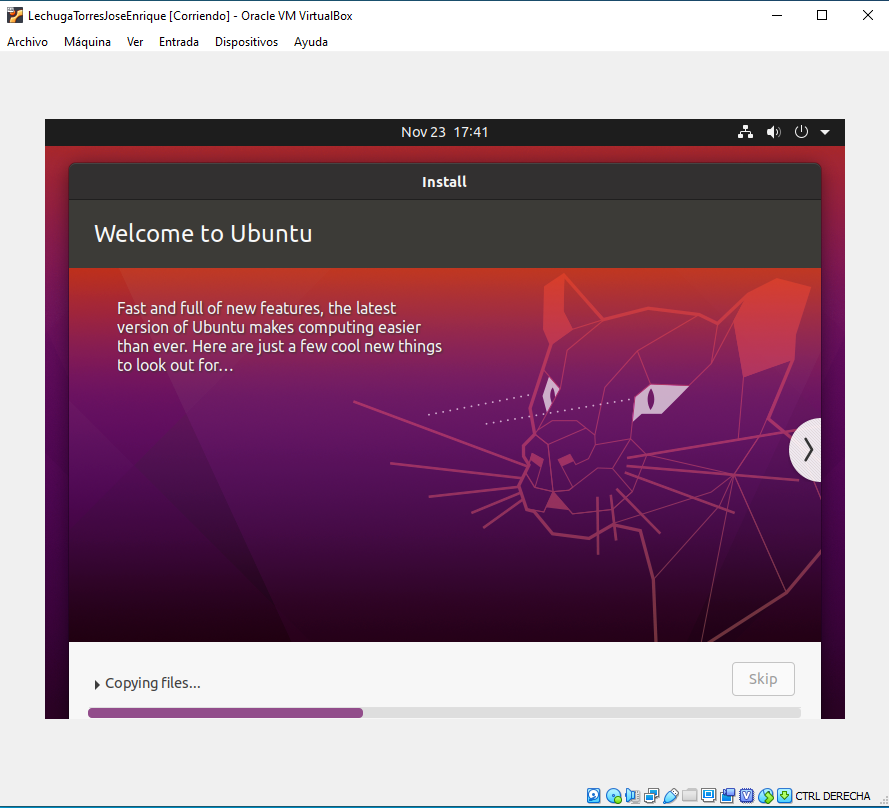 LechugaTorresJoseEnrique [Corriendo] - Oracle VM VirtualBox
Archivo Máquina Ver Entrada Dispositivos Ayuda
Nov 23 17:41
Install
Welcome to Ubuntu
Fast and full of new features, the latest
version of Ubuntu makes computing easier
than ever. Here are just a few cool new things
to look out for…
Copying files...
Skip
CTRL DERECHA